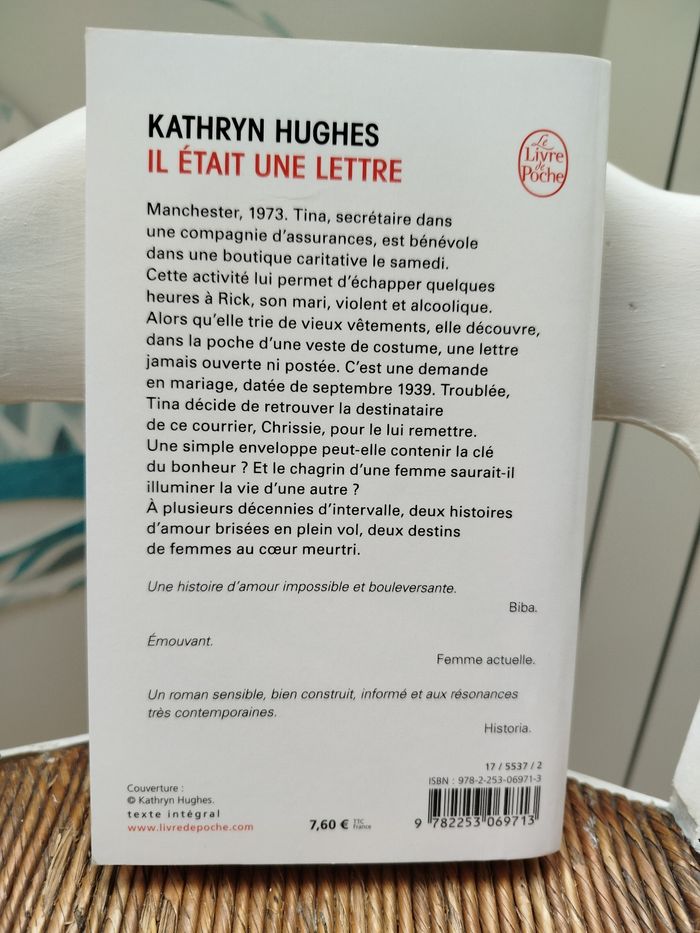 KATHRYN HUGHES
IL ÉTAIT UNE LETTRE
Le
Livre
de
Poche
Manchester, 1973. Tina, secrétaire dans
une compagnie d’assurances, est bénévole
dans une boutique caritative le samedi.
Cette activité lui permet d’échapper quelques
heures à Rick, son mari, violent et alcoolique.
Alors qu’elle trie de vieux vêtements, elle découvre,
dans la poche d’une veste de costume, une lettre
jamais ouverte ni postée. C’est une demande
en mariage, datée de septembre 1939. Troublée,
Tina décide de retrouver la destinataire
de ce courrier, Chrissie, pour le lui remettre.
Une simple enveloppe peut-elle contenir la clé
du bonheur ? Et le chagrin d’une femme saurait-il
illuminer la vie d’une autre ?
À plusieurs décennies d’intervalle, deux histoires
d’amour brisées en plein vol, deux destins
de femmes au cœur meurtri.
Une histoire d’amour impossible et bouleversante.
Biba.
Émouvant.
Femme actuelle.
Un roman sensible, bien construit, informé et aux résonances
très contemporaines.
Historia.
Couverture :
© Kathryn Hughes.
texte intégral
www.livredepoche.com
7,60 € TTC
France
17 / 5537 / 2
ISBN : 978-2-253-06971-3
9 782253 069713